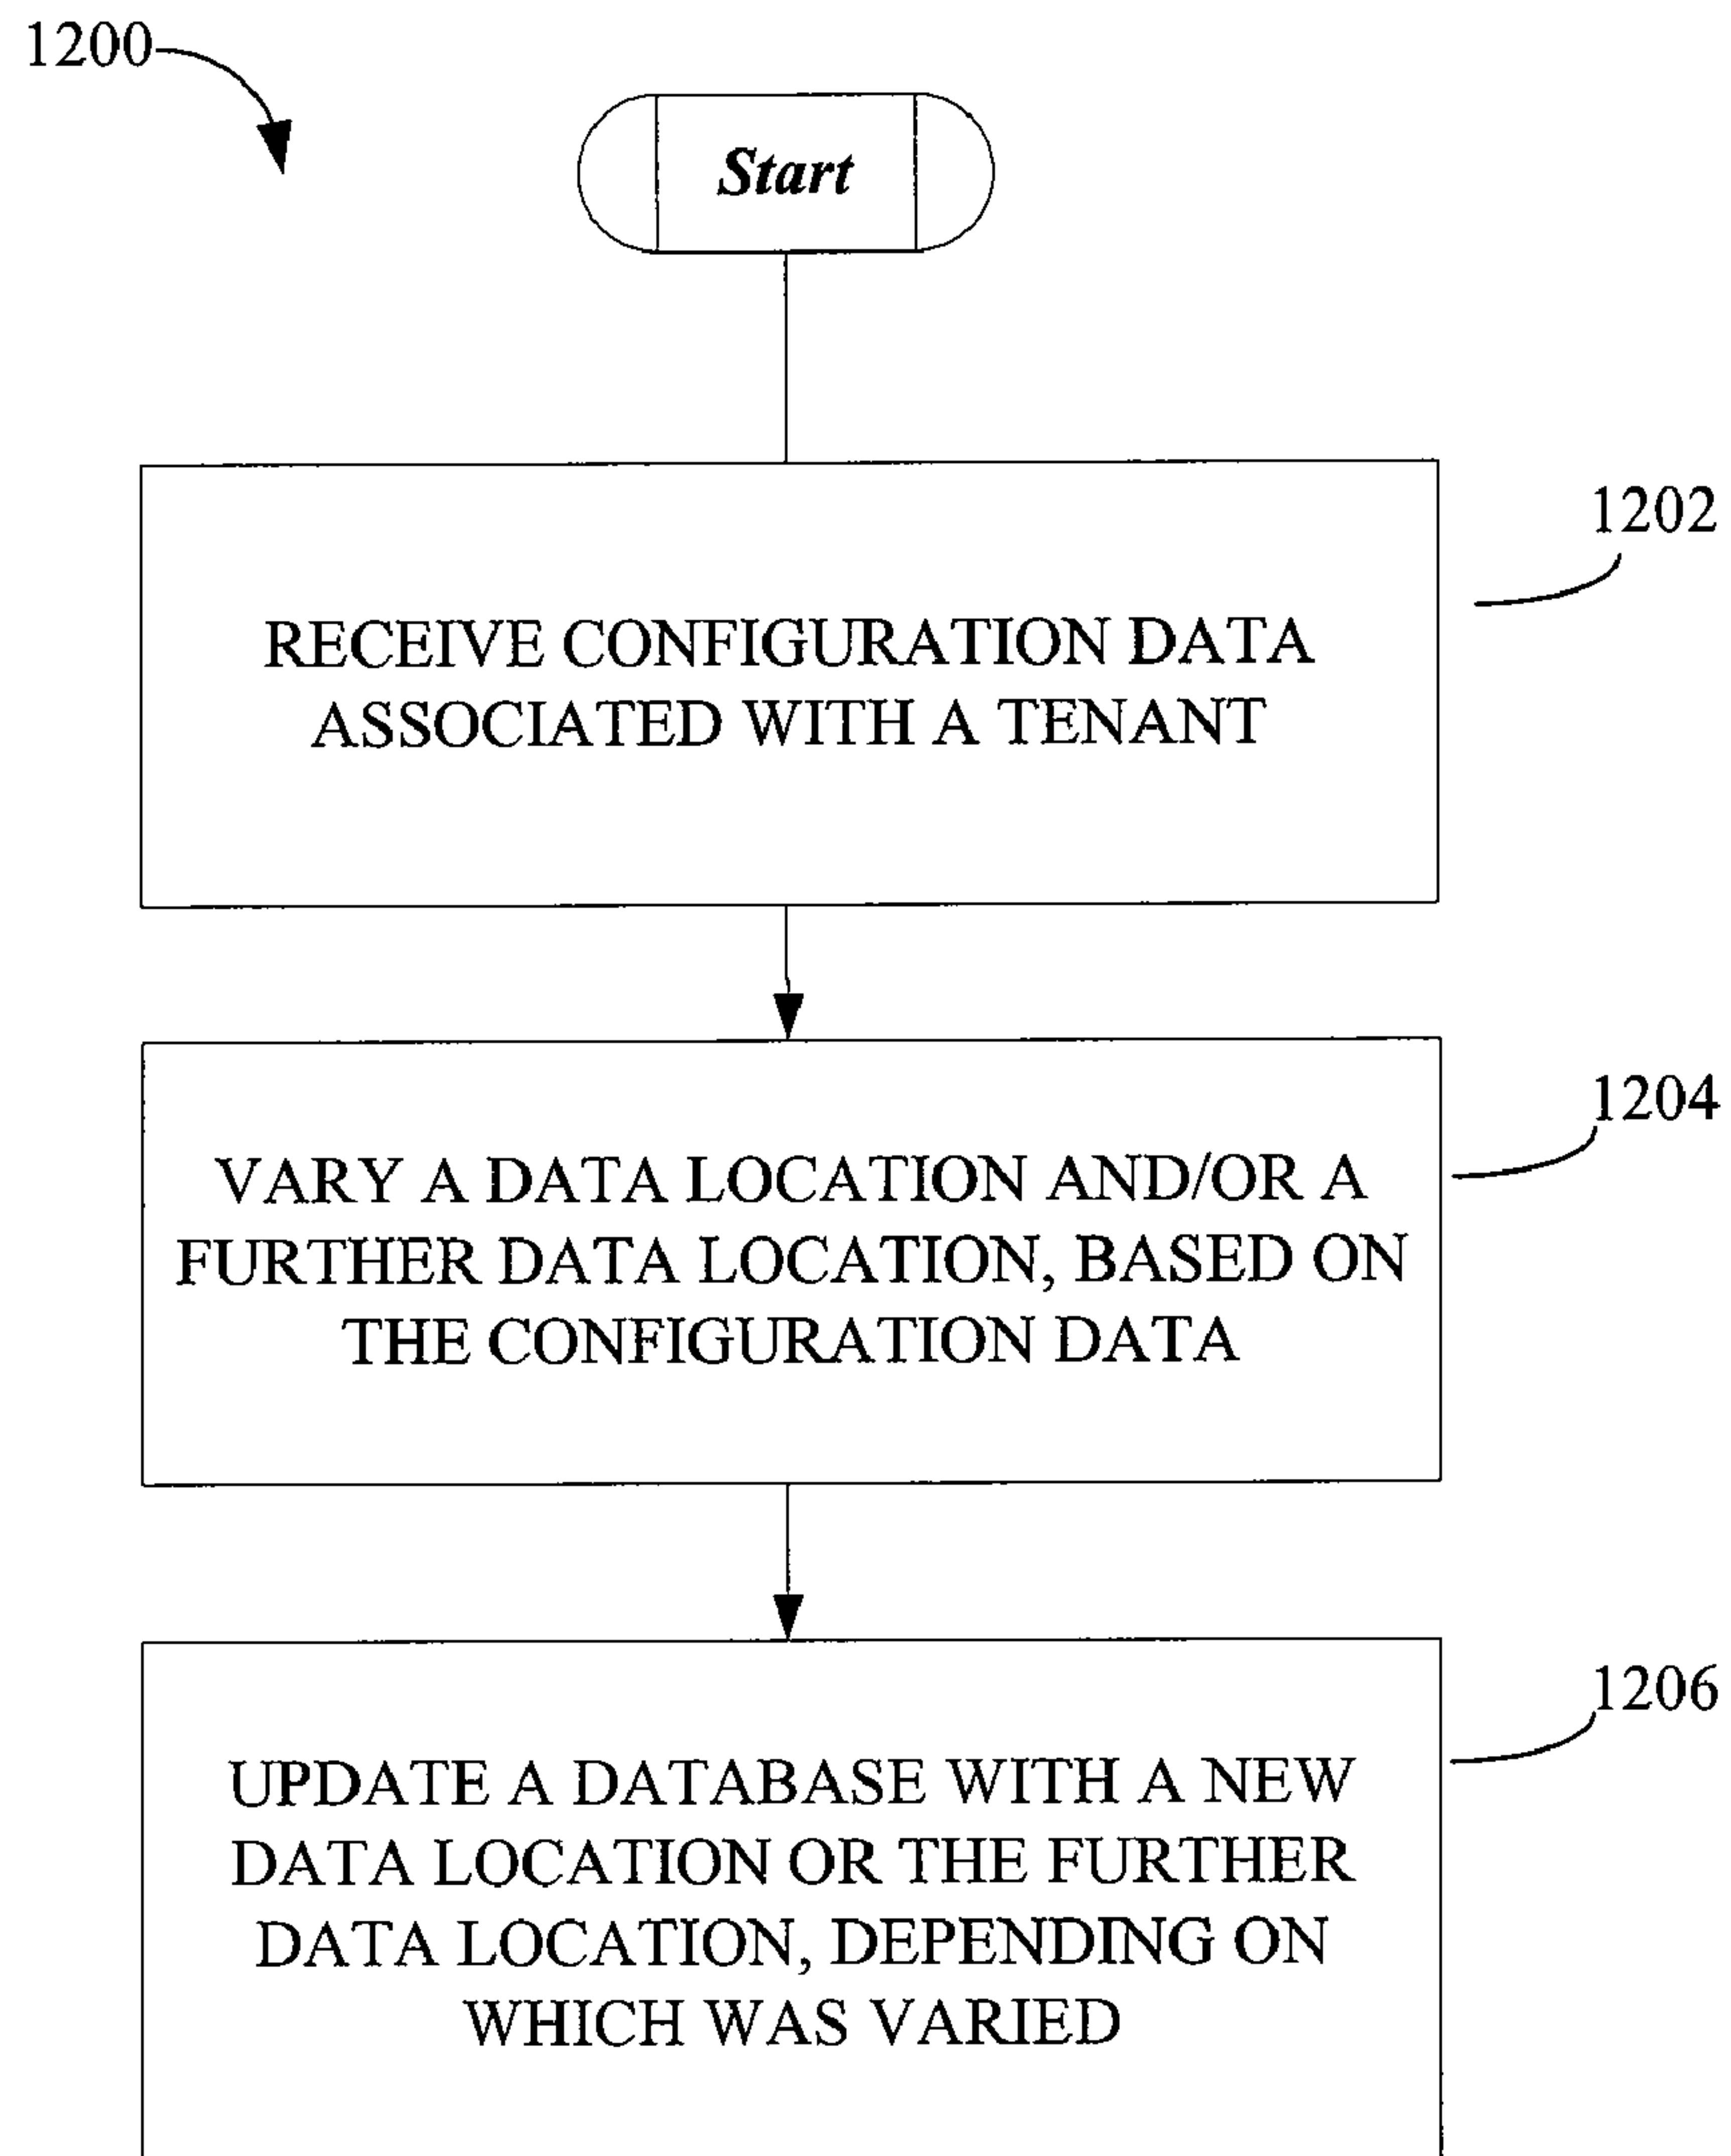 1200
Start
1202
RECEIVE CONFIGURATION DATA
ASSOCIATED WITH A TENANT
1204
VARY A DATA LOCATION AND/OR A
FURTHER DATA LOCATION, BASED ON
THE CONFIGURATION DATA
1206
UPDATE A DATABASE WITH A NEW
DATA LOCATION OR THE FURTHER
DATA LOCATION, DEPENDING ON
WHICH WAS VARIED